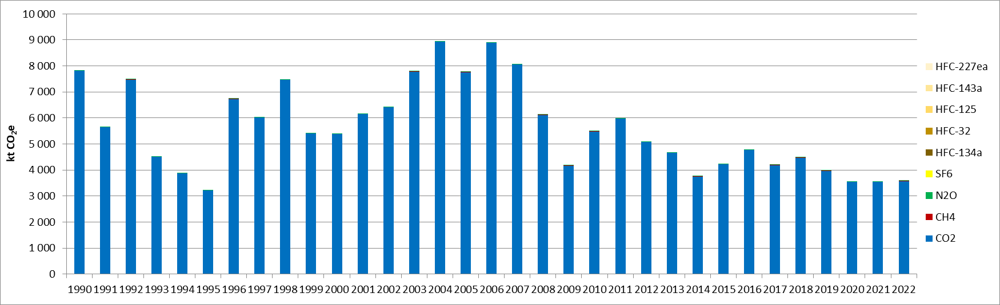 10 000
9 000
8 000
7 000
6 000
5 000
4 000
3 000
2 000
1 000
0
kt CO₂e
1990 1991 1992 1993 1994 1995 1996 1997 1998 1999 2000 2001 2002 2003 2004 2005 2006 2007 2008 2009 2010 2011 2012 2013 2014 2015 2016 2017 2018 2019 2020 2021 2022
HFC-227ea
HFC-143a
HFC-125
HFC-32
HFC-134a
SF6
N2O
CH4
CO2